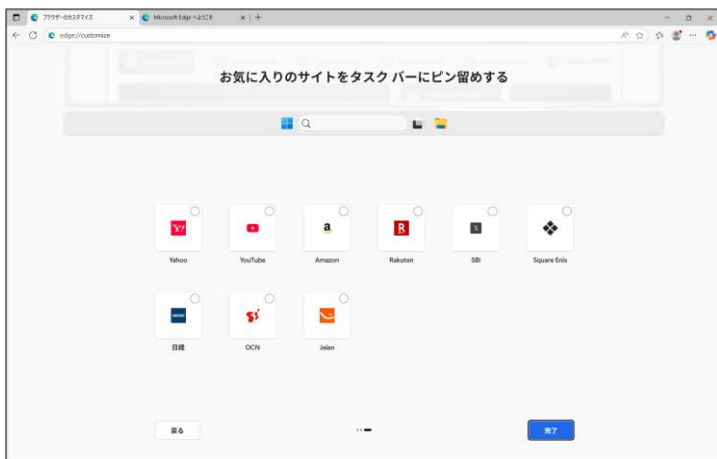 ブラウザーのカスタマイズ
Microsoft Edge へようこそ
edge://customize
お気に入りのサイトをタスク バーにピン留めする
Y!
a
R
S
Yahoo
YouTube
Amazon
Rakuten
SBI
Square Enix
日経
OCN
Jalan
戻る
完了